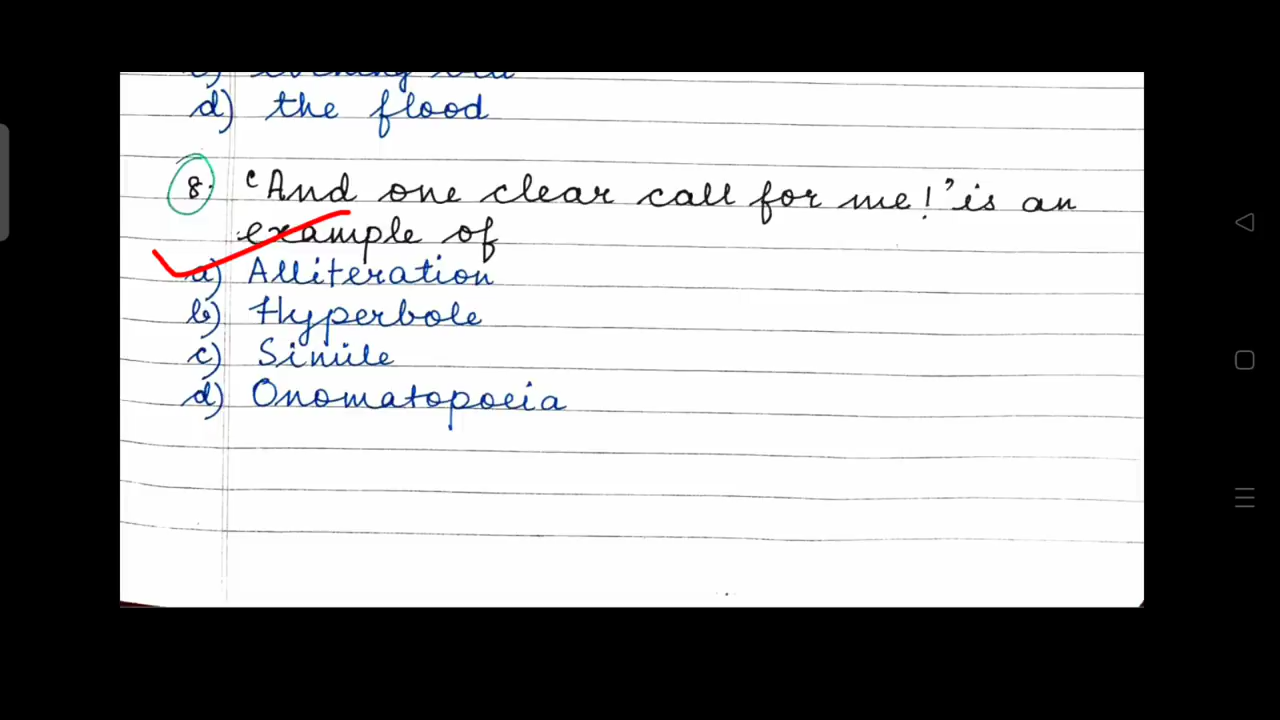 d) the flood
8. 'And one clear call for me!' is an
example of
a) Alliteration
b) Hyperbole
c) Simile
d) Onomatopoeia